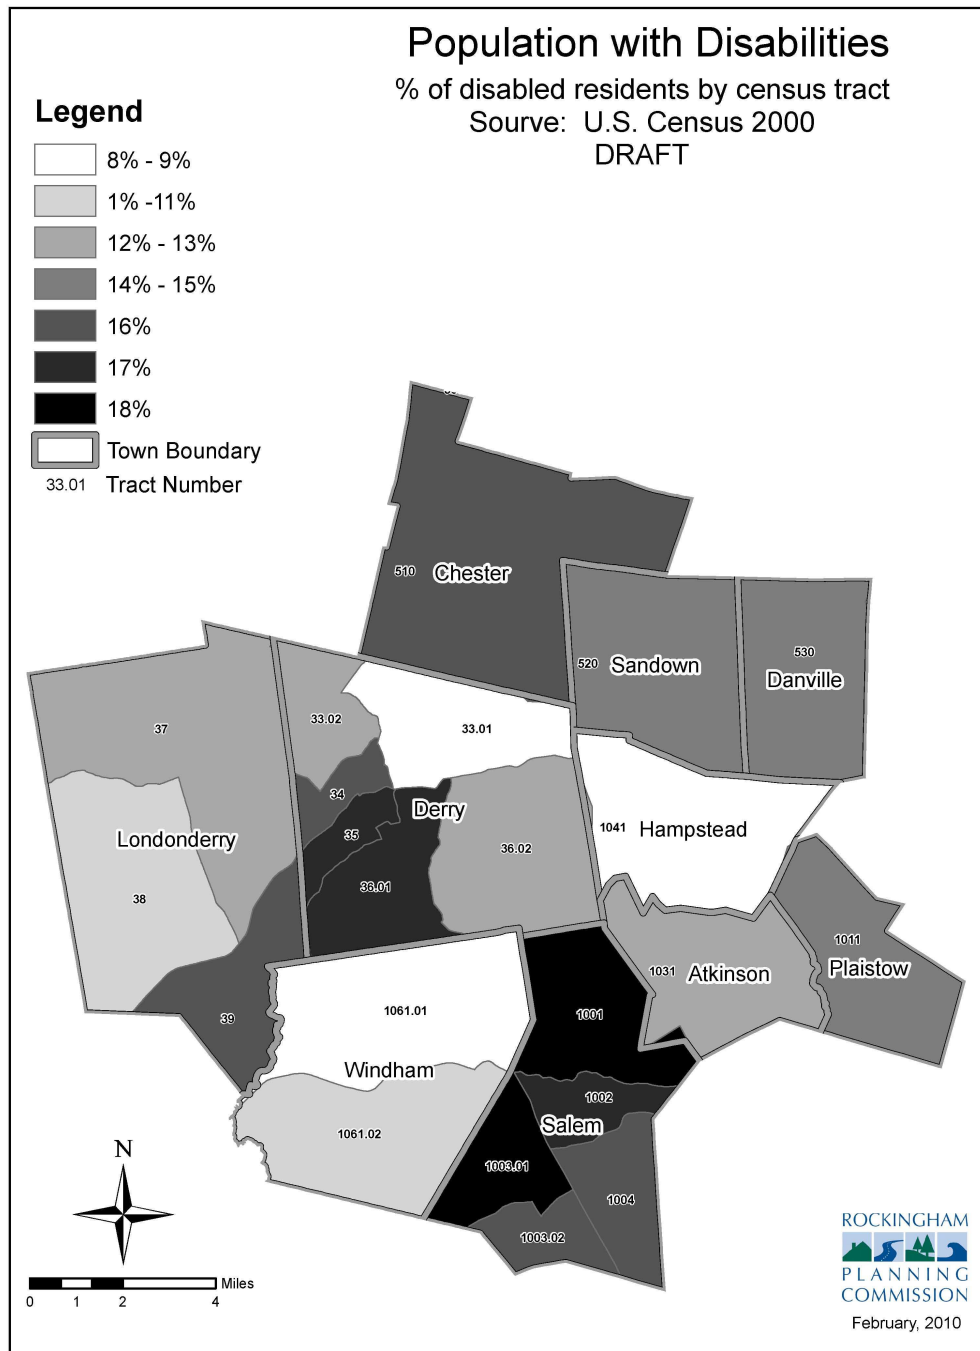 Population with Disabilities
% of disabled residents by census tract
Sourve: U.S. Census 2000
DRAFT
Legend
8% - 9%
1% -11%
12% - 13%
14% - 15%
16%
17%
18%
Town Boundary
33.01 Tract Number
510 Chester
520 Sandown
530
Danville
37
33.02
33.01
34
Derry
35
36.02
36.01
Londonderry
38
39
1041 Hampstead
1011
Plaistow
1031 Atkinson
1061.01
Windham
1061.02
1001
1002
Salem
1003.01
1004
1003.02
N
Miles
0 1 2 4
ROCKINGHAM
PLANNING
COMMISSION
February, 2010